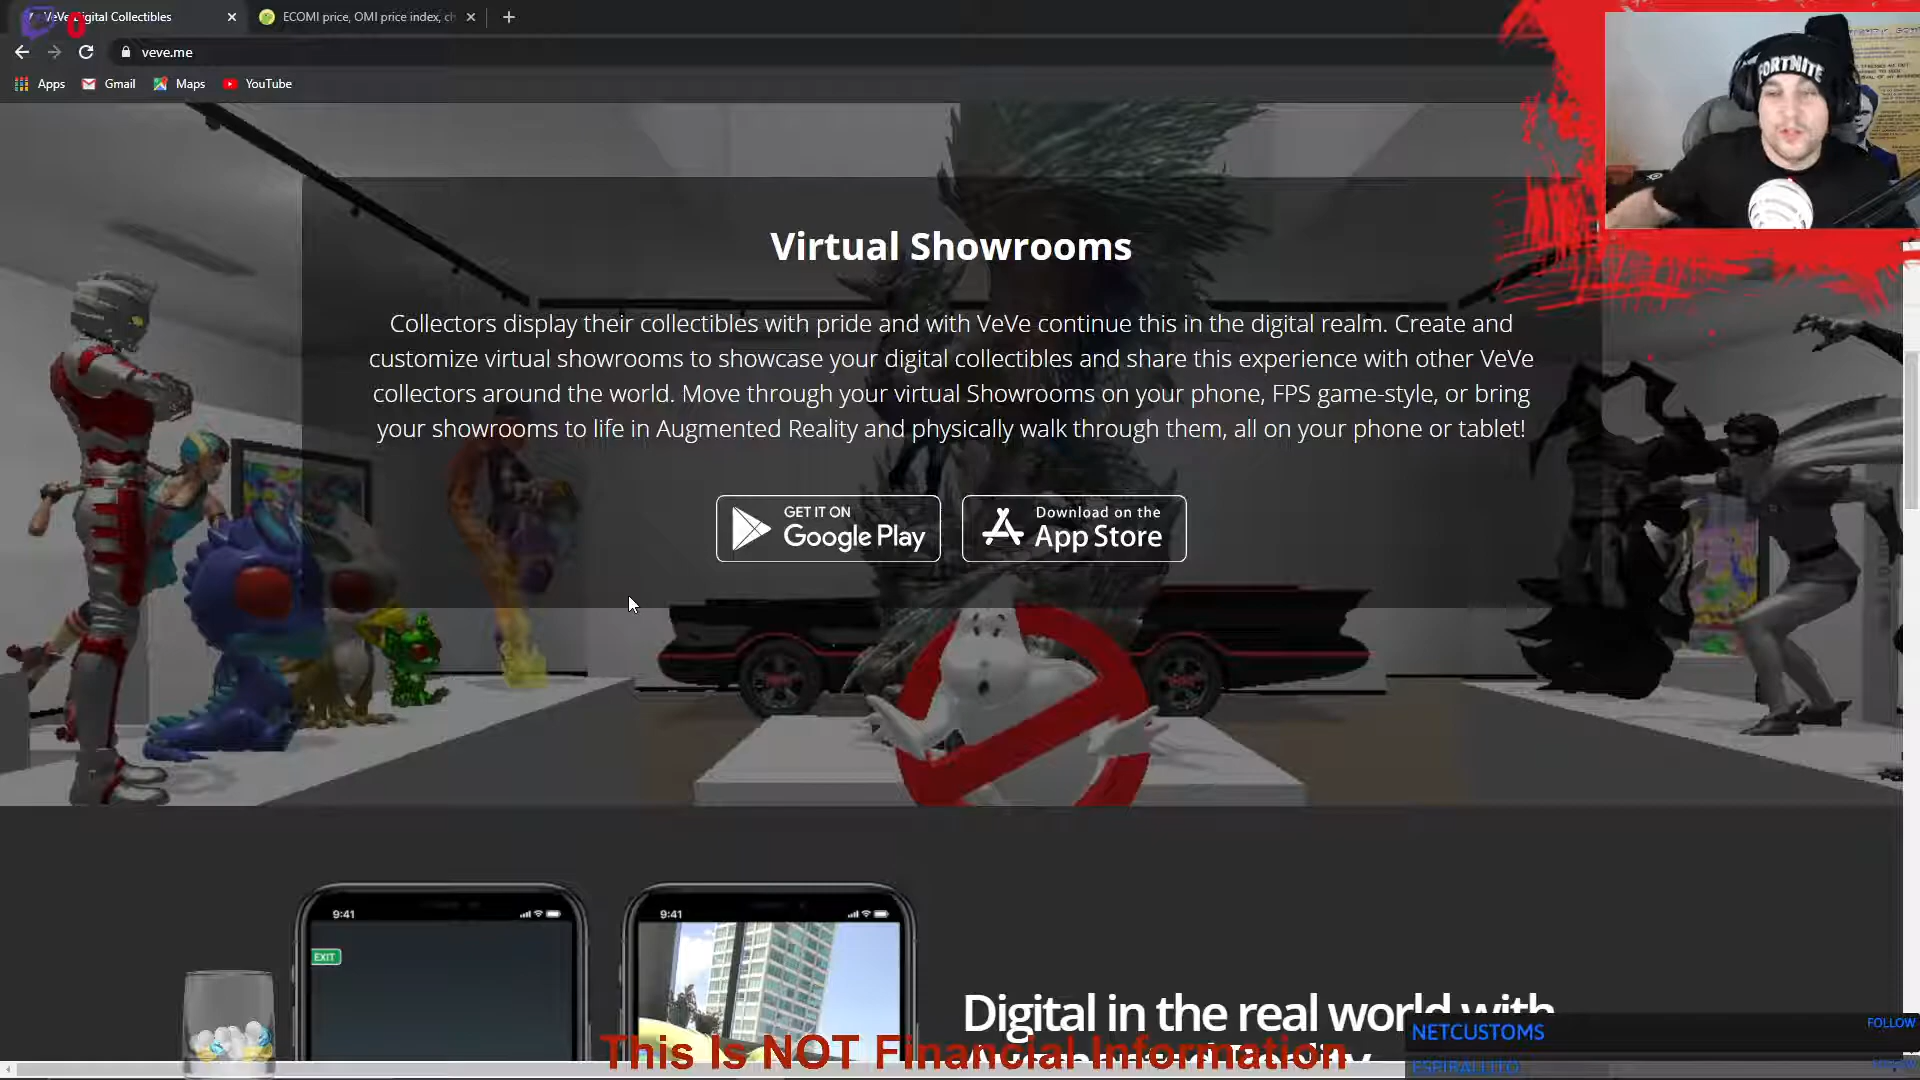 VeVe Digital Collectibles
ECOMI price, OMI price index, ch
0
veve.me
Apps
Gmail
Maps
YouTube
FORTNITE
Virtual Showrooms
Collectors display their collectibles with pride and with VeVe continue this in the digital realm. Create and
customize virtual showrooms to showcase your digital collectibles and share this experience with other VeVe
collectors around the world. Move through your virtual Showrooms on your phone, FPS game-style, or bring
your showrooms to life in Augmented Reality and physically walk through them, all on your phone or tablet!
GET IT ON
Google Play
Download on the
App Store
9:41
9:41
EXIT
Digital in the real world with
NETCUSTOMS
FOLLOW
This Is NOT Financial Information
ESPIRALLITO